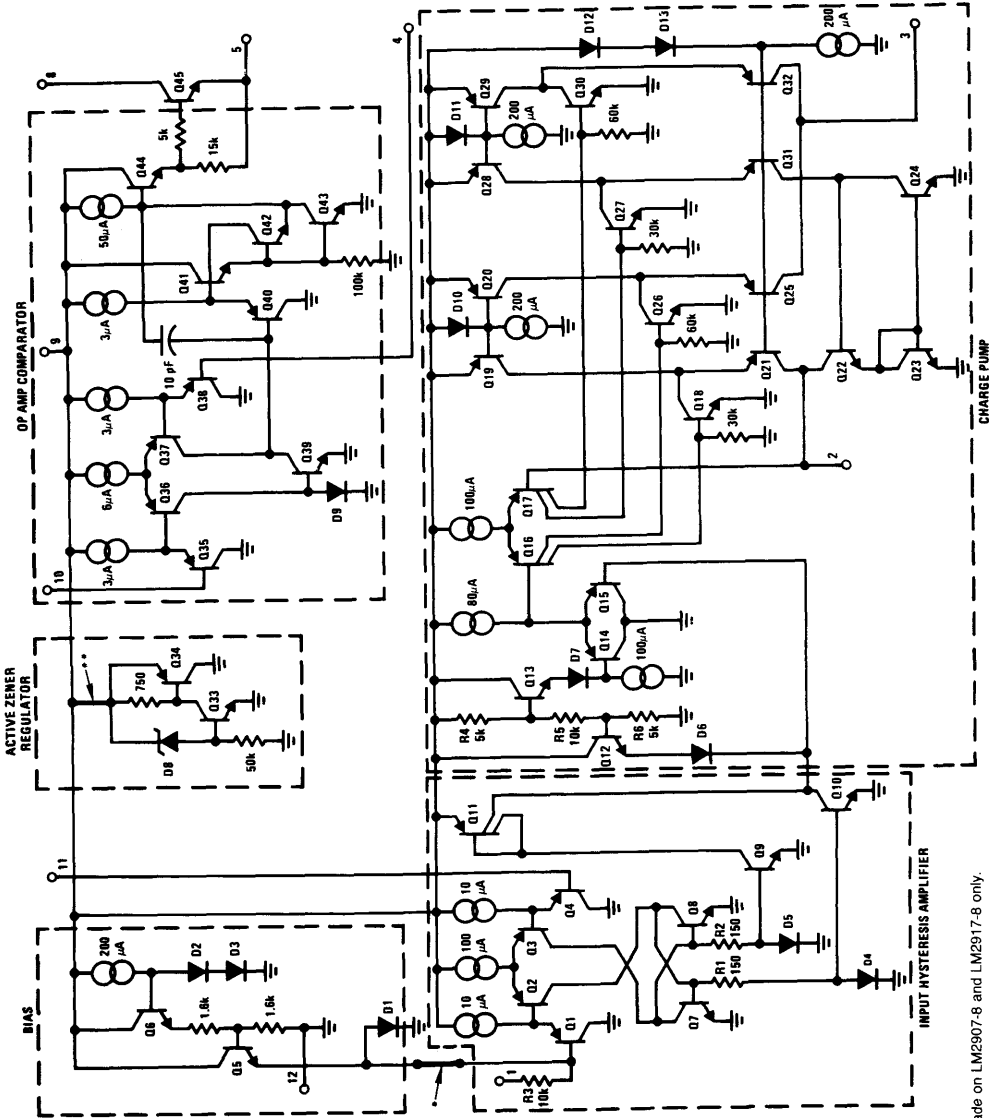 BIAS
200
µA
Q6
D2
D3
1.6k
1.6k
Q5
12
D1
*
ACTIVE ZENER
REGULATOR
**
D8
750
Q34
Q33
50k
OP AMP COMPARATOR
10
9
8
5
4
11
3µA
6µA
3µA
3µA
50µA
Q35
Q36
Q37
Q38
10 pF
Q39
D9
Q40
Q41
Q42
Q43
Q44
100k
5k
15k
Q45
INPUT HYSTERESIS AMPLIFIER
1
R3
10k
10
µA
100
µA
10
µA
Q1
Q2
Q3
Q4
Q7
Q8
R1
150
R2
150
D4
D5
Q9
Q10
Q11
CHARGE PUMP
R4
5k
R5
10k
R6
5k
Q12
Q13
D6
D7
100µA
80µA
Q14
Q15
100µA
Q16
Q17
2
Q18
30k
Q19
D10
200
µA
Q20
Q21
Q22
Q23
Q24
Q25
Q26
60k
Q27
30k
Q28
D11
200
µA
Q29
Q30
60k
Q31
Q32
D12
D13
200
µA
3
ade on LM2907-8 and LM2917-8 only.